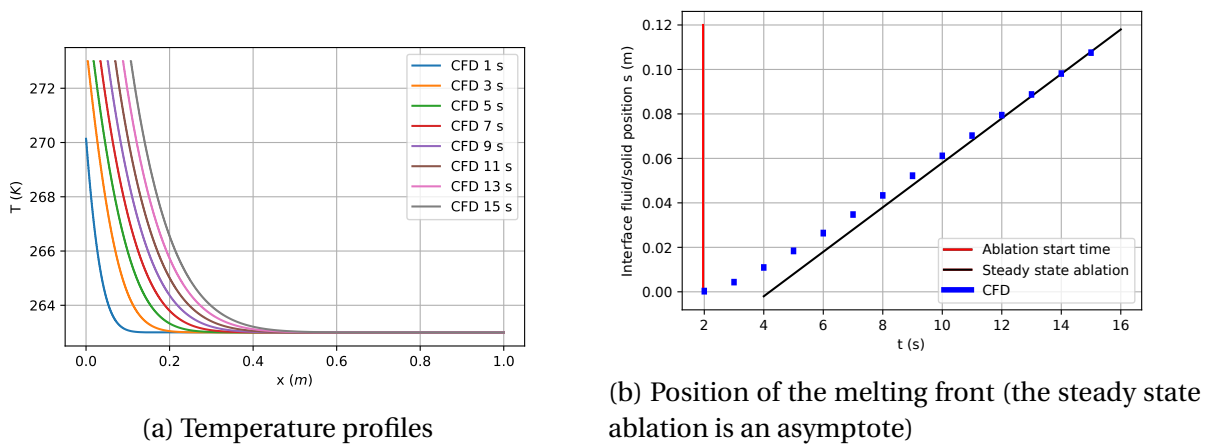 272
270
268
266
264
T (K)
0.0 0.2 0.4 0.6 0.8 1.0
x (m)
CFD 1 s
CFD 3 s
CFD 5 s
CFD 7 s
CFD 9 s
CFD 11 s
CFD 13 s
CFD 15 s
(a) Temperature profiles
0.12
0.10
0.08
0.06
0.04
0.02
0.00
Interface fluid/solid position s (m)
2 4 6 8 10 12 14 16
t (s)
Ablation start time
Steady state ablation
CFD
(b) Position of the melting front (the steady state
ablation is an asymptote)